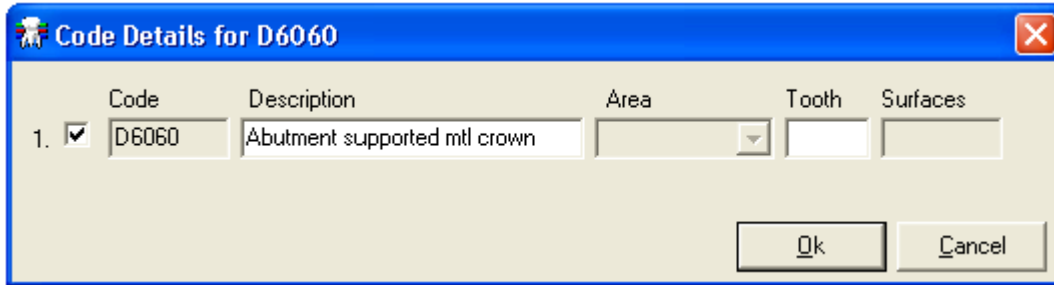 Code Details for D6060
Code Description Area Tooth Surfaces
1. D6060 Abutment supported mtl crown
Ok Cancel